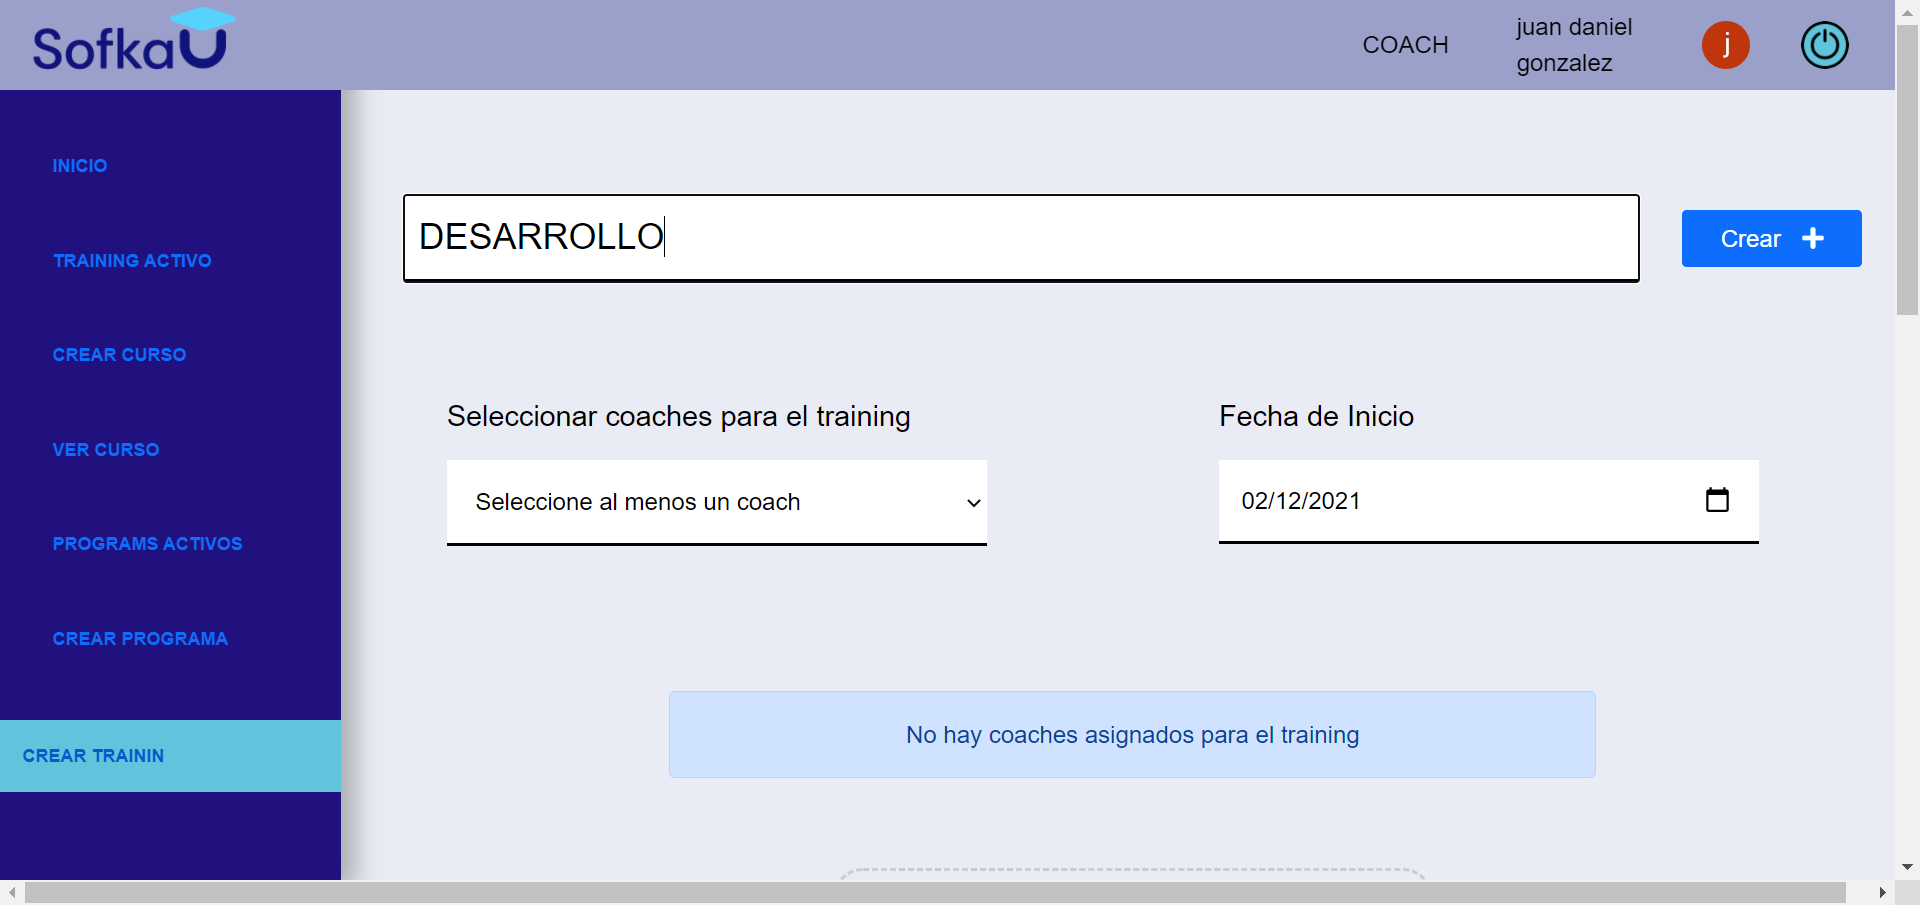 SofkaU
COACH
juan daniel
gonzalez
j
INICIO
TRAINING ACTIVO
CREAR CURSO
VER CURSO
PROGRAMS ACTIVOS
CREAR PROGRAMA
CREAR TRAININ
DESARROLLO
Crear
Seleccionar coaches para el training
Fecha de Inicio
Seleccione al menos un coach
02/12/2021
No hay coaches asignados para el training